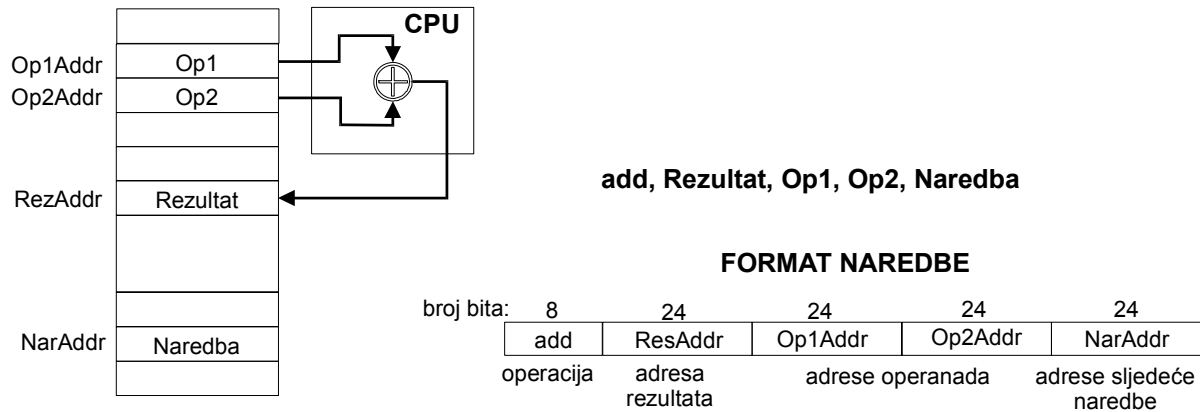 CPU
Op1Addr Op1
Op2Addr Op2
RezAddr Rezultat
NarAddr Naredba
add, Rezultat, Op1, Op2, Naredba
FORMAT NAREDBE
broj bita: 8 24 24 24 24
add ResAddr Op1Addr Op2Addr NarAddr
operacija adresa rezultata adrese operanada adrese sljedeće naredbe